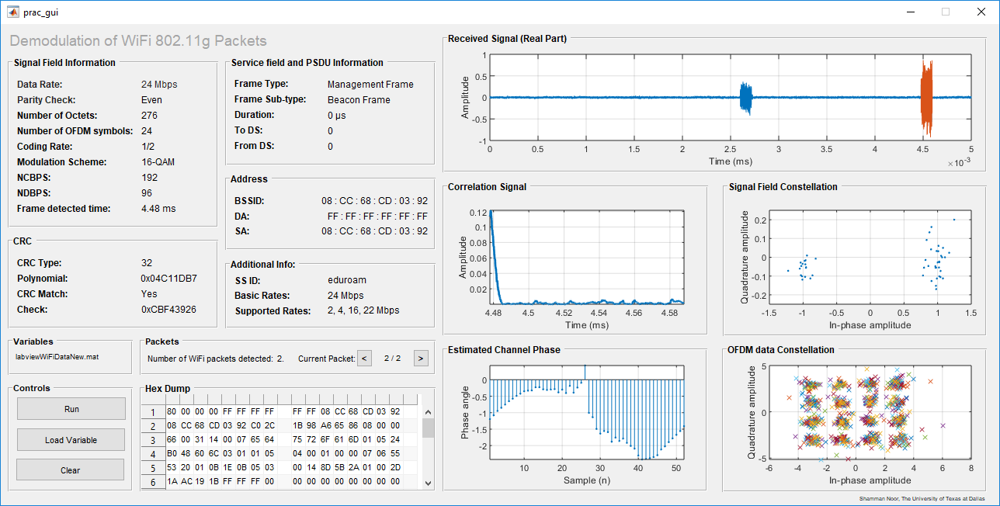 prac_gui
Demodulation of WiFi 802.11g Packets
Signal Field Information
Data Rate: 24 Mbps
Parity Check: Even
Number of Octets: 276
Number of OFDM symbols: 24
Coding Rate: 1/2
Modulation Scheme: 16-QAM
NCBPS: 192
NDBPS: 96
Frame detected time: 4.48 ms
CRC
CRC Type: 32
Polynomial: 0x04C11DB7
CRC Match: Yes
Check: 0xCBF43926
Service field and PSDU Information
Frame Type: Management Frame
Frame Sub-type: Beacon Frame
Duration: 0 µs
To DS: 0
From DS: 0
Address
BSSID: 08 : CC : 68 : CD : 03 : 92
DA: FF : FF : FF : FF : FF : FF
SA: 08 : CC : 68 : CD : 03 : 92
Additional Info:
SS ID: eduroam
Basic Rates: 24 Mbps
Supported Rates: 2, 4, 16, 22 Mbps
Variables
labviewWiFiDataNew.mat
Packets
Number of WiFi packets detected: 2. Current Packet: < 2 / 2 >
Controls
Run
Load Variable
Clear
Hex Dump
1 80 00 00 00 FF FF FF FF FF FF 08 CC 68 CD 03 92
2 08 CC 68 CD 03 92 C0 2C 1B 98 A6 65 86 08 00 00
3 66 00 31 14 00 07 65 64 75 72 6F 61 6D 01 05 24
4 B0 48 60 6C 03 01 01 05 04 00 01 00 00 07 06 55
5 53 20 01 0B 1E 0B 05 03 00 14 8D 5B 2A 01 00 2D
6 1A AC 19 1B FF FF FF 00 00 00 00 00 00 00 00 00
Received Signal (Real Part)
Amplitude
1
0.5
0
-0.5
-1
0 0.5 1 1.5 2 2.5 3 3.5 4 4.5 5
Time (ms)
×10-3
Correlation Signal
Amplitude
0.12
0.1
0.08
0.06
0.04
0.02
4.48 4.5 4.52 4.54 4.56 4.58
Time (ms)
Signal Field Constellation
Quadrature amplitude
0.2
0.1
0
-0.1
-0.2
-1.5 -1 -0.5 0 0.5 1 1.5
In-phase amplitude
Estimated Channel Phase
Phase angle
0
-0.5
-1
-1.5
-2
10 20 30 40 50
Sample (n)
OFDM data Constellation
Quadrature amplitude
5
0
-5
-6 -4 -2 0 2 4 6 8
In-phase amplitude
Shamman Noor, The University of Texas at Dallas